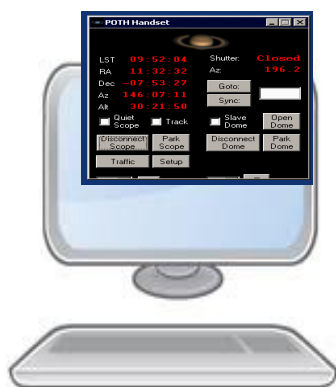 POTH Handset
LST 09:52:04 Shutter: Closed
RA 11:32:32 Az: 196.2
Dec -07:53:27
Az 146:07:11 Goto:
Alt 30:21:50 Sync:
Quiet Scope Track Slave Dome Open Dome
Disconnect Scope Park Scope Disconnect Dome Park Dome
Traffic Setup